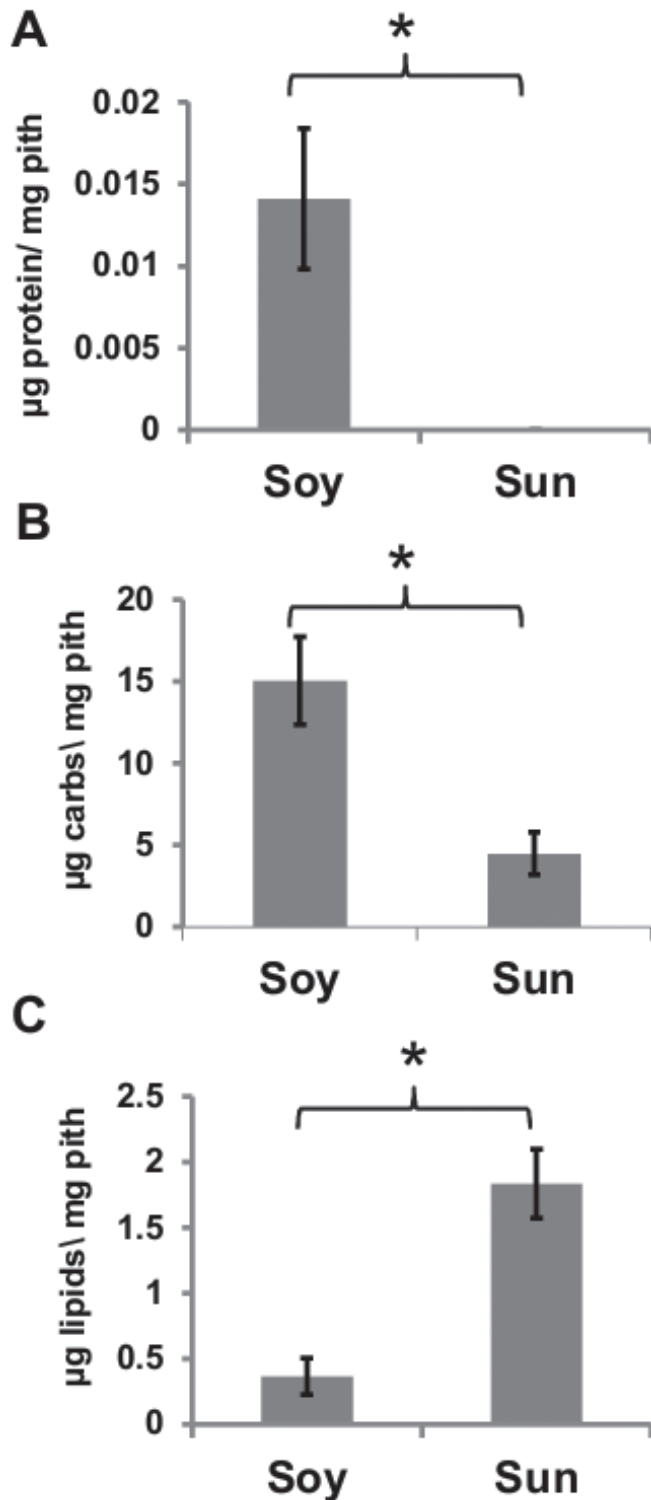 A
*
µg protein/ mg pith
0.02
0.015
0.01
0.005
0
Soy Sun
B
*
µg carbs\ mg pith
20
15
10
5
0
Soy Sun
C
*
µg lipids\ mg pith
2.5
2
1.5
1
0.5
0
Soy Sun